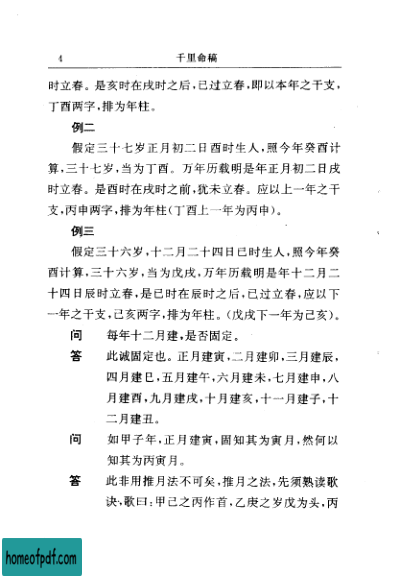 4 千里命稿
时立春。是亥时在戌时之后,已过立春,即以本年之干支,
丁酉两字,排为年柱。
例二
假定三十七岁正月初二日酉时生人,照今年癸酉计
算,三十七岁,当为丁酉。万年历载明是年正月初二日戌
时立春。是酉时在戌时之前,犹未立春。应以上一年之干
支,丙申两字,排为年柱(丁酉上一年为丙申)。
例三
假定三十六岁,十二月二十四日巳时生人,照今年癸
酉计算,三十六岁,当为戊戌,万年历载明是年十二月二
十四日辰时立春,是巳时在辰时之后,已过立春,应以下
一年之干支,己亥两字,排为年柱。(戊戌下一年为己亥)。
问 每年十二月建,是否固定。
答 此诚固定也。正月建寅,二月建卯,三月建辰,
四月建巳,五月建午,六月建未,七月建申,八
月建酉,九月建戌,十月建亥,十一月建子,十
二月建丑。
问 如甲子年,正月建寅,固知其为寅月,然何以
知其为丙寅月。
答 此非用推月法不可矣,推月之法,先须熟读歌
诀,歌曰:甲己之丙作首,乙庚之岁戊为头,丙
homeofpdf.com